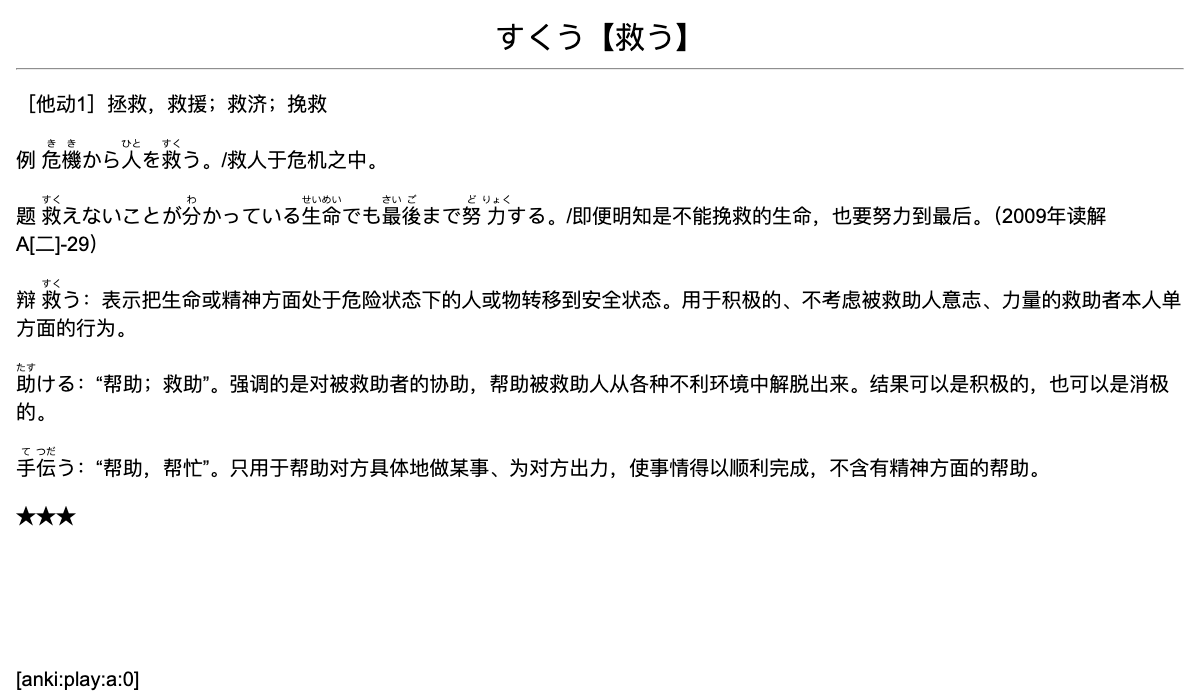 すくう【救う】
［他动1］拯救，救援；救济；挽救
例 危機から人を救う。/救人于危机之中。
题 救えないことが分かっている生命でも最後まで努力する。/即便明知是不能挽救的生命，也要努力到最后。（2009年读解
A[二]-29）
辩 救う：表示把生命或精神方面处于危险状态下的人或物转移到安全状态。用于积极的、不考虑被救助人意志、力量的救助者本人单
方面的行为。
助ける：“帮助；救助”。强调的是对被救助者的协助，帮助被救助人从各种不利环境中解脱出来。结果可以是积极的，也可以是消极
的。
手伝う：“帮助，帮忙”。只用于帮助对方具体地做某事、为对方出力，使事情得以顺利完成，不含有精神方面的帮助。
★★★
[anki:play:a:0]